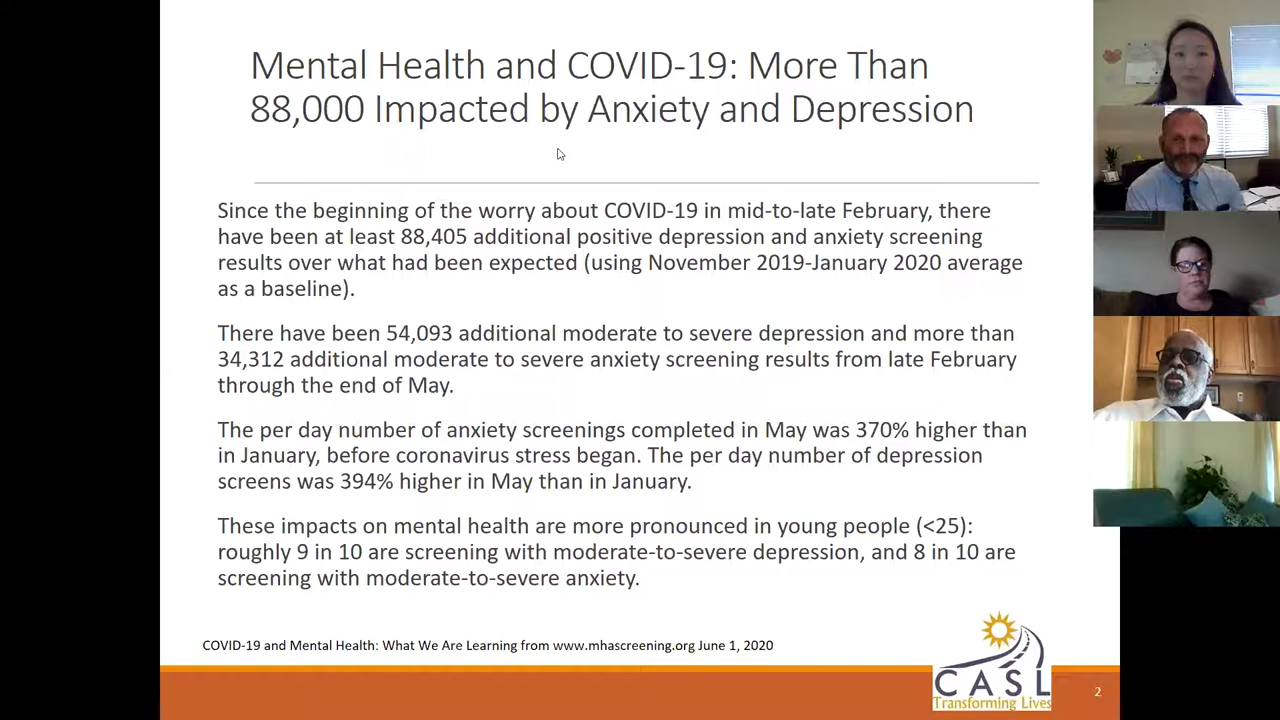 Mental Health and COVID-19: More Than
88,000 Impacted by Anxiety and Depression
Since the beginning of the worry about COVID-19 in mid-to-late February, there
have been at least 88,405 additional positive depression and anxiety screening
results over what had been expected (using November 2019-January 2020 average
as a baseline).
There have been 54,093 additional moderate to severe depression and more than
34,312 additional moderate to severe anxiety screening results from late February
through the end of May.
The per day number of anxiety screenings completed in May was 370% higher than
in January, before coronavirus stress began. The per day number of depression
screens was 394% higher in May than in January.
These impacts on mental health are more pronounced in young people (<25):
roughly 9 in 10 are screening with moderate-to-severe depression, and 8 in 10 are
screening with moderate-to-severe anxiety.
COVID-19 and Mental Health: What We Are Learning from www.mhascreening.org June 1, 2020
CASL
Transforming Lives
2